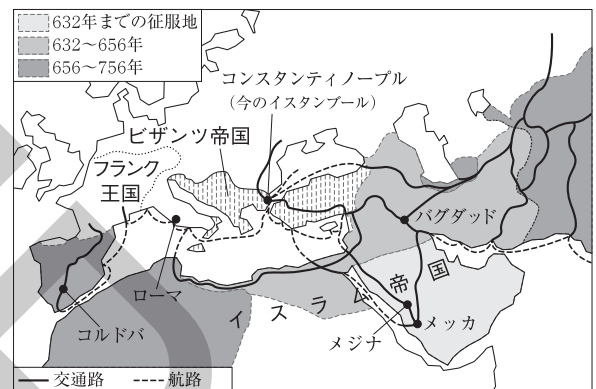 632年までの征服地
632～656年
656～756年
コンスタンティノープル
（今のイスタンブール）
ビザンツ帝国
フランク
王国
バグダッド
ローマ
イスラム帝国
コルドバ
メジナ
メッカ
交通路
航路